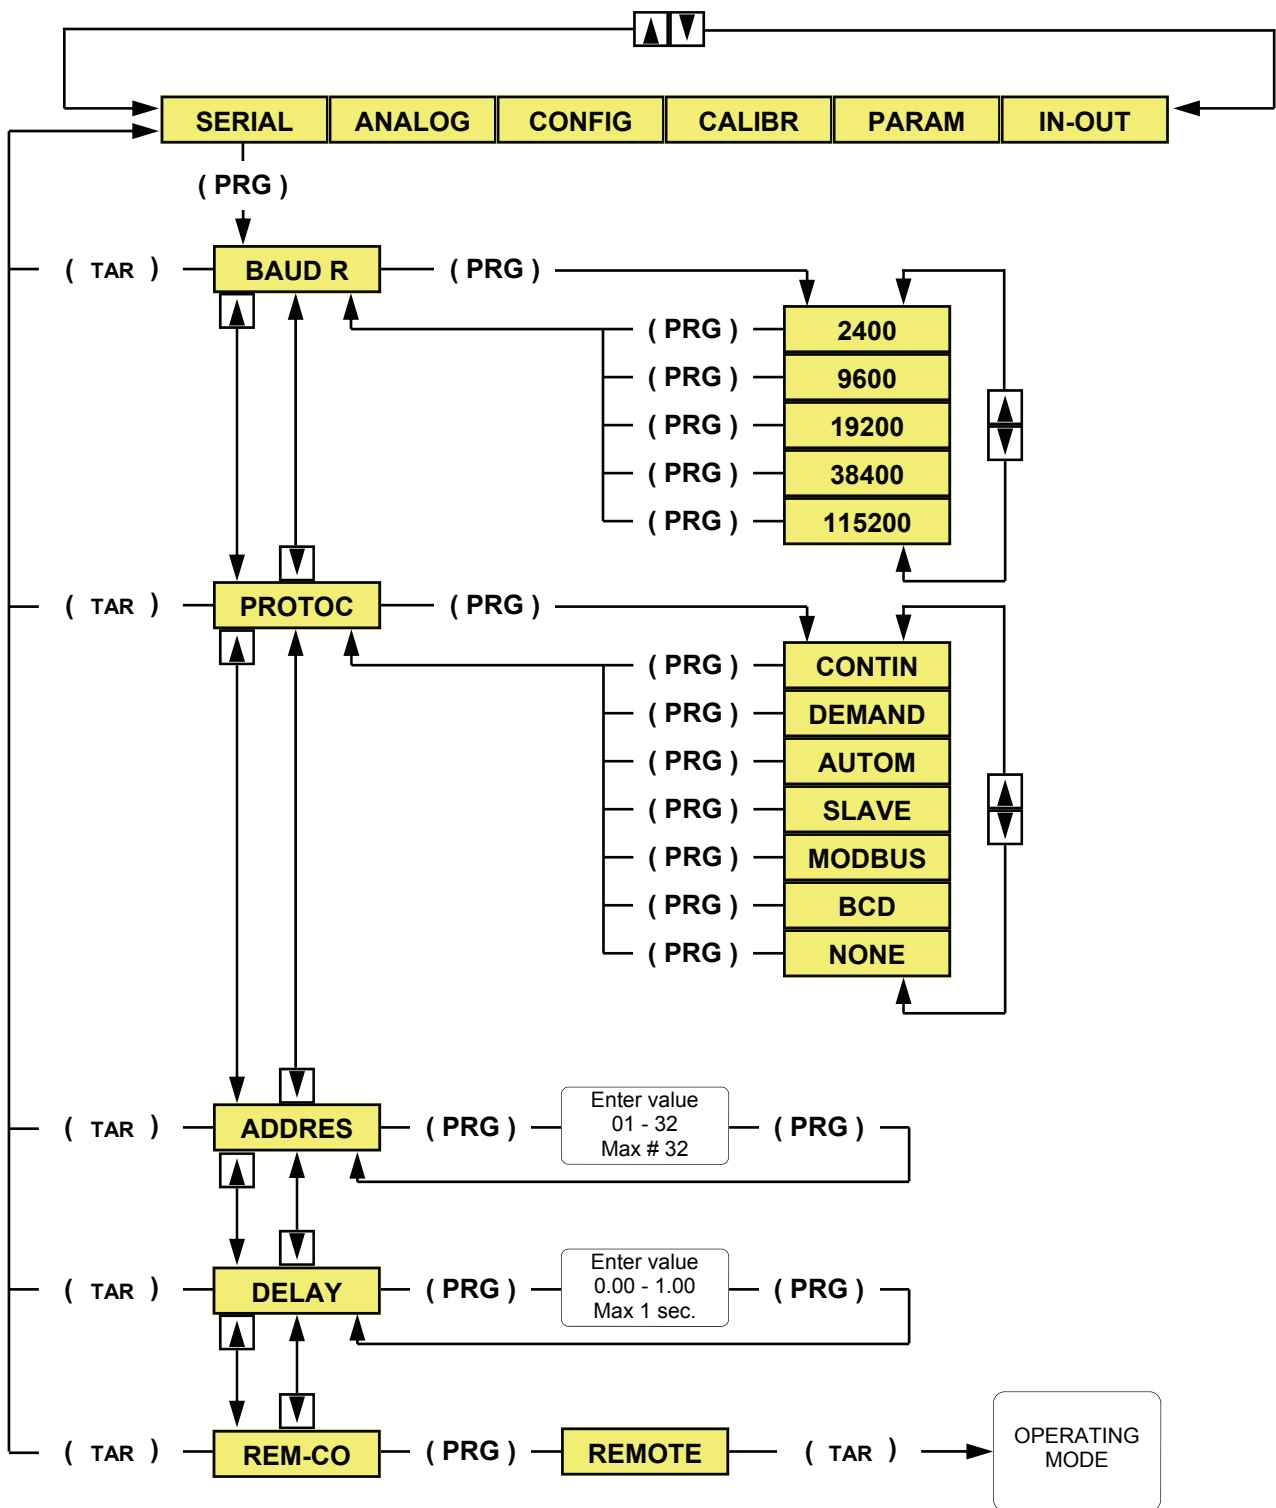 SERIAL ANALOG CONFIG CALIBR PARAM IN-OUT
( PRG )
( TAR ) BAUD R ( PRG )
( PRG ) 2400
( PRG ) 9600
( PRG ) 19200
( PRG ) 38400
( PRG ) 115200
( TAR ) PROTOC ( PRG )
( PRG ) CONTIN
( PRG ) DEMAND
( PRG ) AUTOM
( PRG ) SLAVE
( PRG ) MODBUS
( PRG ) BCD
( PRG ) NONE
( TAR ) ADDRES ( PRG )
Enter value
01 - 32
Max # 32
( PRG )
( TAR ) DELAY ( PRG )
Enter value
0.00 - 1.00
Max 1 sec.
( PRG )
( TAR ) REM-CO ( PRG ) REMOTE ( TAR )
OPERATING
MODE